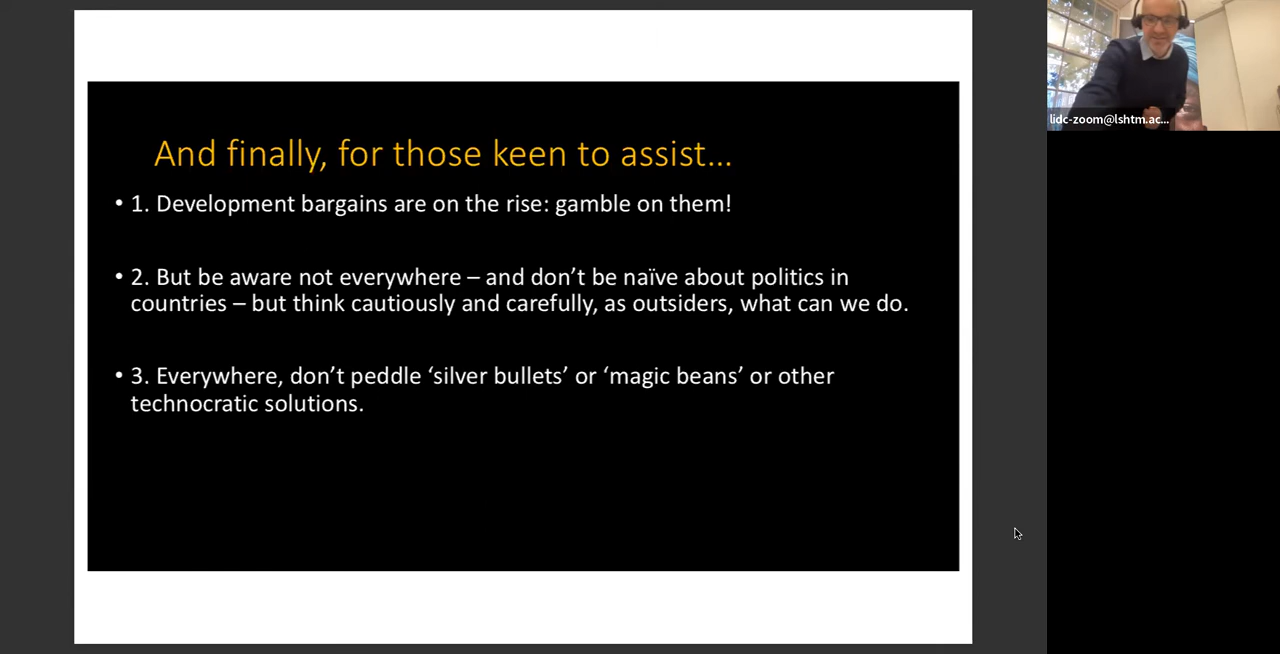 And finally, for those keen to assist...
• 1. Development bargains are on the rise: gamble on them!
• 2. But be aware not everywhere – and don’t be naïve about politics in
countries – but think cautiously and carefully, as outsiders, what can we do.
• 3. Everywhere, don’t peddle ‘silver bullets’ or ‘magic beans’ or other
technocratic solutions.
lidc-zoom@lshtm.ac...